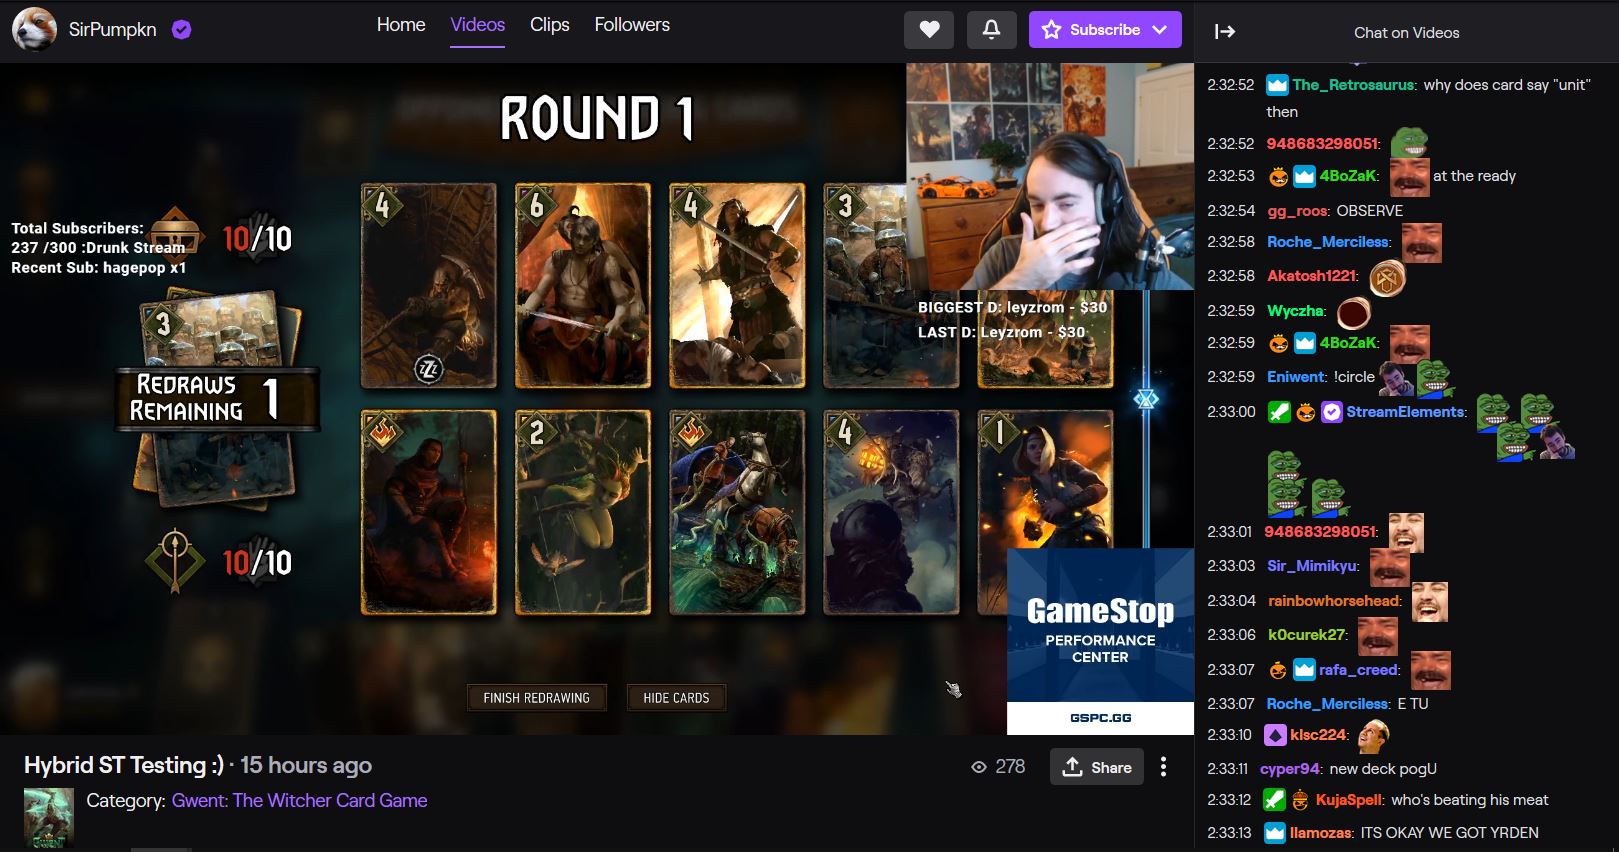 SirPumpkn
Home Videos Clips Followers
Subscribe
Chat on Videos
ROUND 1
4
6
4
3
Total Subscribers:
237 /300 :Drunk Stream
Recent Sub: hagepop x1
10/10
3
REDRAWS
REMAINING 1
10/10
BIGGEST D: leyzrom - $30
LAST D: Leyzrom - $30
2
4
1
GameStop
PERFORMANCE
CENTER
GSPC.GG
FINISH REDRAWING
HIDE CARDS
Hybrid ST Testing :) · 15 hours ago
278
Share
Category: Gwent: The Witcher Card Game
GWENT
2:32:52 The_Retrosaurus: why does card say "unit"
then
2:32:52 948683298051:
2:32:53 4BoZaK: at the ready
2:32:54 gg_roos: OBSERVE
2:32:58 Roche_Merciless:
2:32:58 Akatosh1221:
2:32:59 Wyczha:
2:32:59 4BoZaK:
2:32:59 Eniwent: !circle
2:33:00 StreamElements:
2:33:01 948683298051:
2:33:03 Sir_Mimikyu:
2:33:04 rainbowhorsehead:
2:33:06 k0curek27:
2:33:07 rafa_creed:
2:33:07 Roche_Merciless: E TU
2:33:10 klsc224:
2:33:11 cyper94: new deck pogU
2:33:12 KujaSpell: who's beating his meat
2:33:13 llamozas: ITS OKAY WE GOT YRDEN